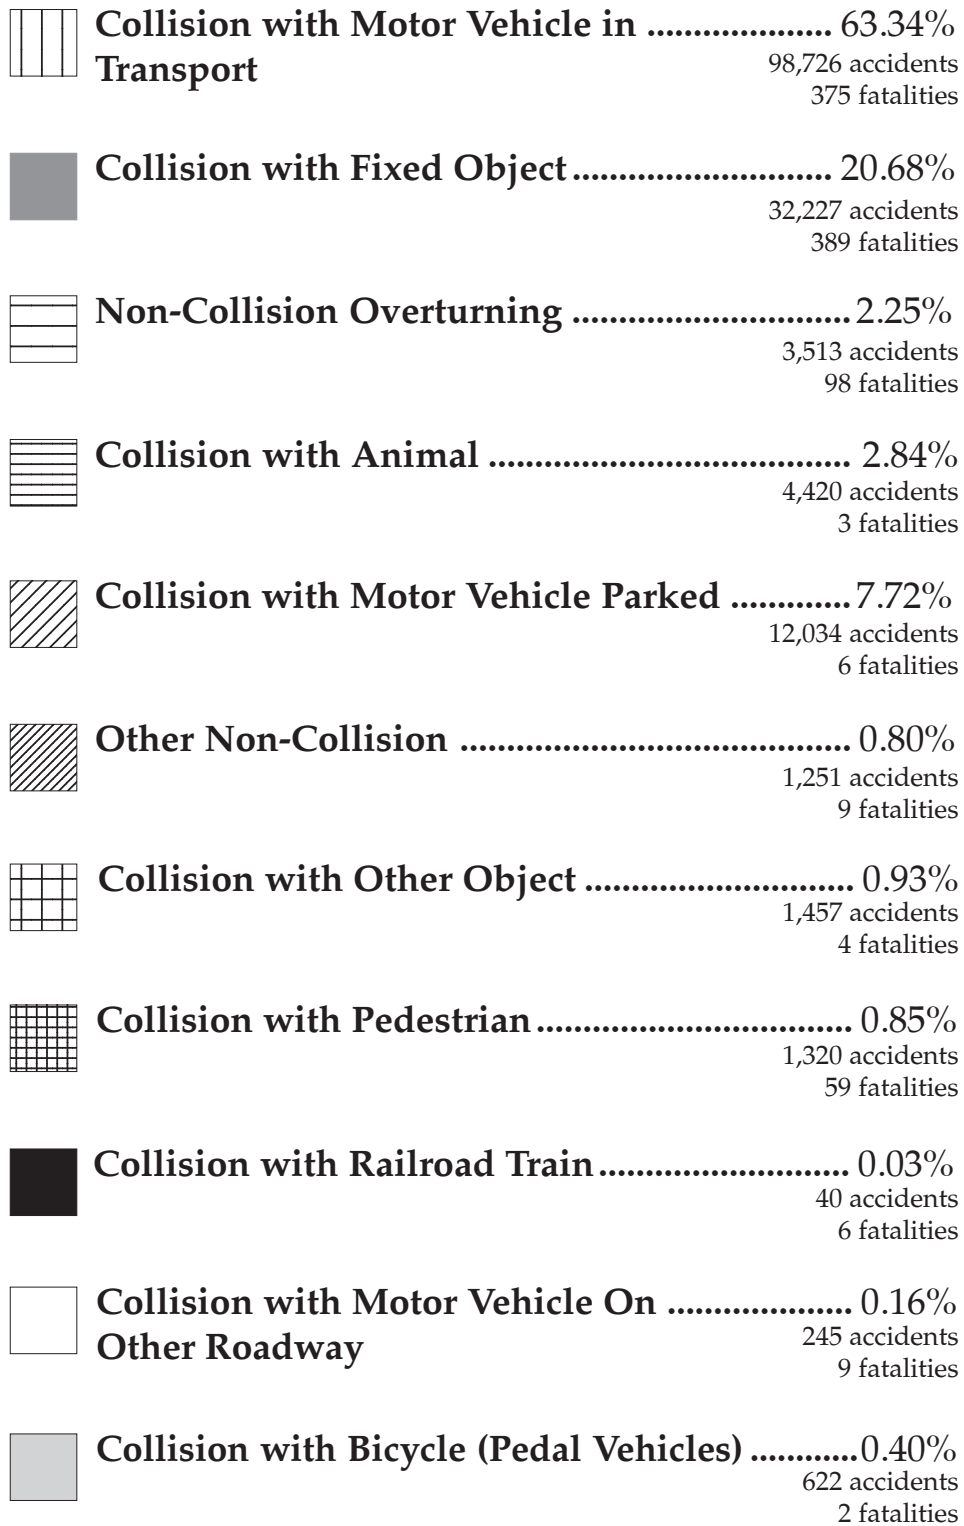 Collision with Motor Vehicle in .................... 63.34%
Transport
98,726 accidents
375 fatalities
Collision with Fixed Object............................ 20.68%
32,227 accidents
389 fatalities
Non-Collision Overturning ..............................2.25%
3,513 accidents
98 fatalities
Collision with Animal ....................................... 2.84%
4,420 accidents
3 fatalities
Collision with Motor Vehicle Parked .............7.72%
12,034 accidents
6 fatalities
Other Non-Collision .......................................... 0.80%
1,251 accidents
9 fatalities
Collision with Other Object ............................. 0.93%
1,457 accidents
4 fatalities
Collision with Pedestrian.................................. 0.85%
1,320 accidents
59 fatalities
Collision with Railroad Train........................... 0.03%
40 accidents
6 fatalities
Collision with Motor Vehicle On .................... 0.16%
Other Roadway
245 accidents
9 fatalities
Collision with Bicycle (Pedal Vehicles) ............0.40%
622 accidents
2 fatalities